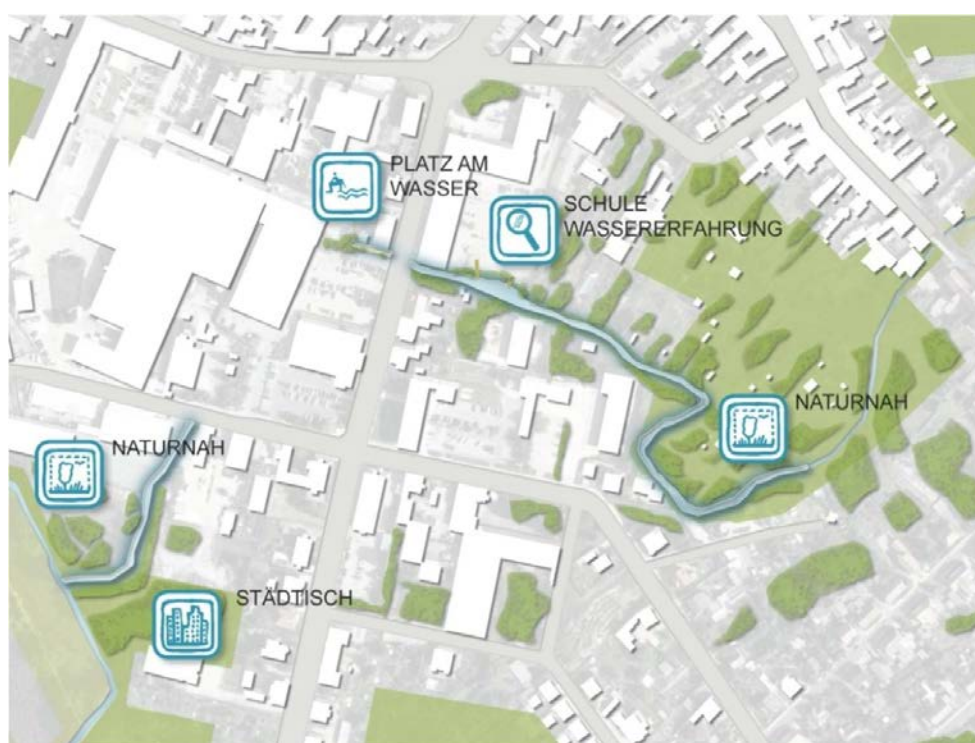 PLATZ AM
WASSER
SCHULE
WASSERERFAHRUNG
NATURNAH
NATURNAH
STÄDTISCH